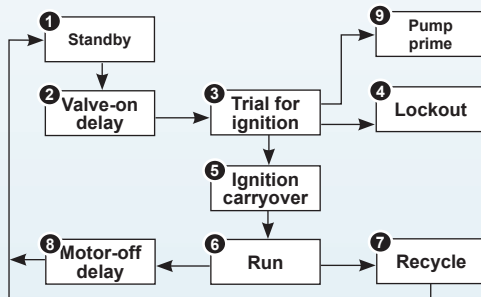 1
Standby
2
Valve-on
delay
3
Trial for
ignition
9
Pump
prime
4
Lockout
5
Ignition
carryover
8
Motor-off
delay
6
Run
7
Recycle